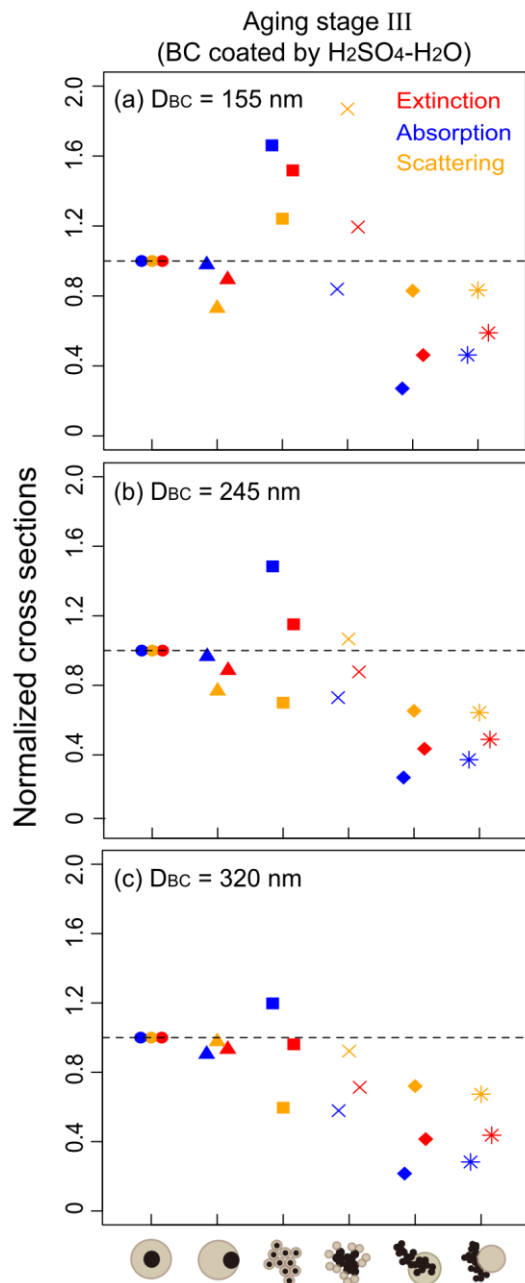 Aging stage III
(BC coated by H2SO4-H2O)
(a) DBC = 155 nm
Extinction
Absorption
Scattering
2.0
1.6
1.2
0.8
0.4
0
(b) DBC = 245 nm
2.0
1.6
1.2
0.8
0.4
0
(c) DBC = 320 nm
2.0
1.6
1.2
0.8
0.4
0
Normalized cross sections